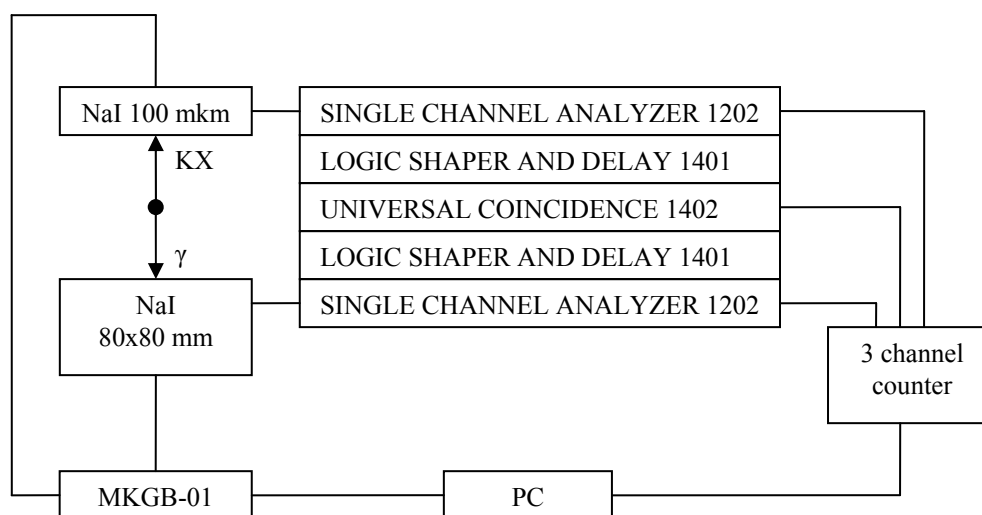 NaI 100 mkm
SINGLE CHANNEL ANALYZER 1202
KX
LOGIC SHAPER AND DELAY 1401
UNIVERSAL COINCIDENCE 1402
γ
LOGIC SHAPER AND DELAY 1401
NaI
80x80 mm
SINGLE CHANNEL ANALYZER 1202
3 channel
counter
MKGB-01
PC